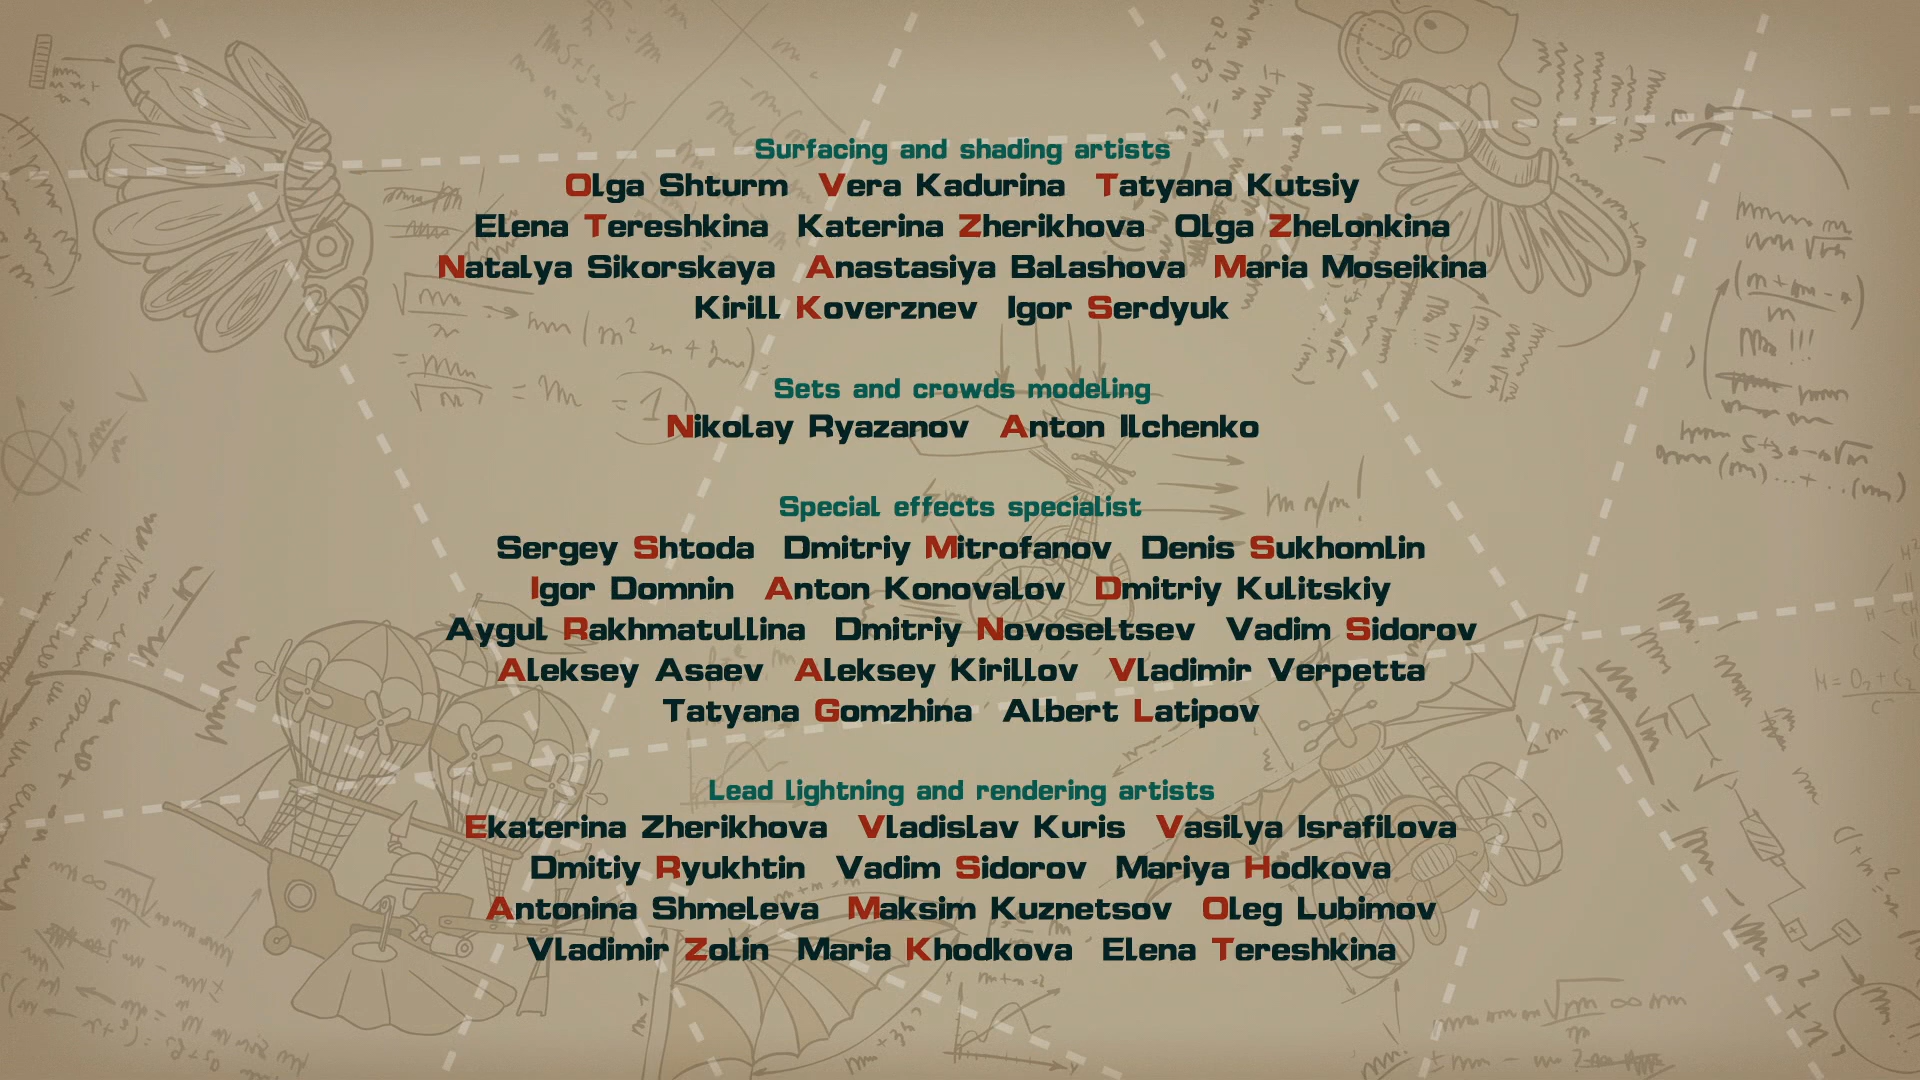 Surfacing and shading artists
Olga Shturm Vera Kadurina Tatyana Kutsiy
Elena Tereshkina Katerina Zherikhova Olga Zhelonkina
Natalya Sikorskaya Anastasiya Balashova Maria Moseikina
Kirill Koverznev Igor Serdyuk
Sets and crowds modeling
Nikolay Ryazanov Anton Ilchenko
Special effects specialist
Sergey Shtoda Dmitriy Mitrofanov Denis Sukhomlin
Igor Domnin Anton Konovalov Dmitriy Kulitskiy
Aygul Rakhmatullina Dmitriy Novoseltsev Vadim Sidorov
Aleksey Asaev Aleksey Kirillov Vladimir Verpetta
Tatyana Gomzhina Albert Latipov
Lead lightning and rendering artists
Ekaterina Zherikhova Vladislav Kuris Vasilya Israfilova
Dmitiy Ryukhtin Vadim Sidorov Mariya Hodkova
Antonina Shmeleva Maksim Kuznetsov Oleg Lubimov
Vladimir Zolin Maria Khodkova Elena Tereshkina